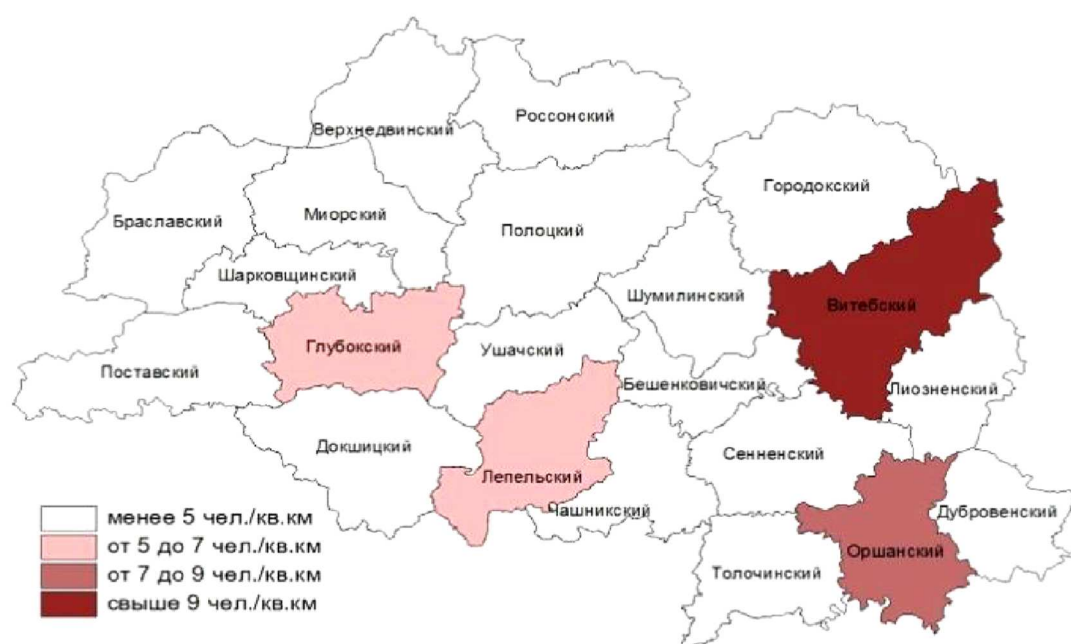 Россонский
Верхнедвинский
Городокский
Браславский
Миорский
Полоцкий
Шарковщинский
Шумилинский
Витебский
Глубокский
Ушачский
Поставский
Бешенковичский
Лиозненский
Докшицкий
Сенненский
Лепельский
Чашникский
Дубровенский
Оршанский
Толочинский
менее 5 чел./кв.км
от 5 до 7 чел./кв.км
от 7 до 9 чел./кв.км
свыше 9 чел./кв.км